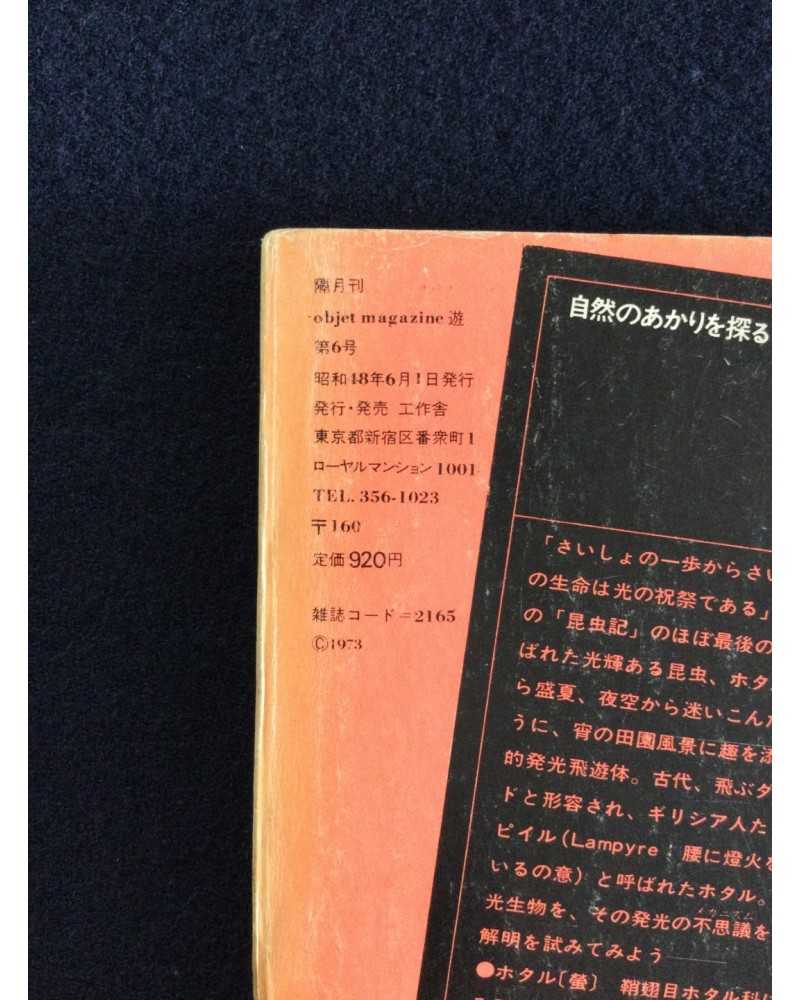 隔月刊
objet magazine 遊
第6号
昭和48年6月1日発行
発行・発売 工作舎
東京都新宿区番衆町1
ローヤルマンション1001
TEL. 356-1023
〒160
定価920円
雑誌コード=2165
©1973
自然のあかりを探る
「さいしょの一歩からさい
の生命は光の祝祭である」
の「昆虫記」のほぼ最後の
ばれた光輝ある昆虫、ホタ
ら盛夏、夜空から迷いこんだ
うに、宵の田園風景に趣を添
的発光飛遊体。古代、飛ぶダ
ドと形容され、ギリシア人た
ピイル(Lampyre 腰に燈火を
いるの意)と呼ばれたホタル。
光生物を、その発光の不思議を
メカニズム
解明を試みてみよう——
●ホタル〔螢〕 鞘翅目ホタル科に